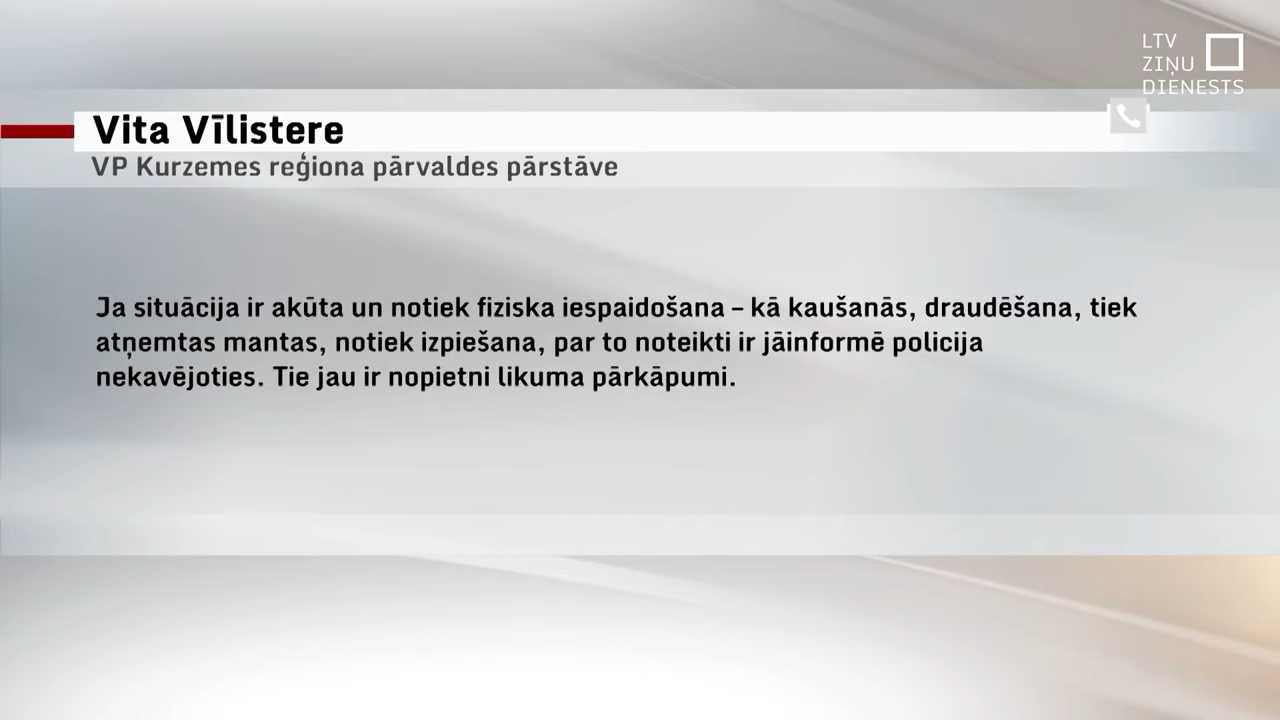 LTV
ZIŅU
DIENESTS
Vita Vīlistere
VP Kurzemes reģiona pārvaldes pārstāve
Ja situācija ir akūta un notiek fiziska iespaidošana – kā kaušanās, draudēšana, tiek
atņemtas mantas, notiek izpiešana, par to noteikti ir jāinformē policija
nekavējoties. Tie jau ir nopietni likuma pārkāpumi.